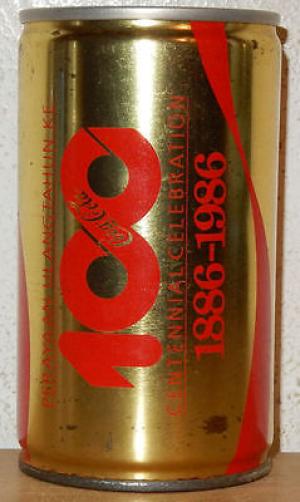 PERAYAAN ULANGTAHUN KE
100
Coca-Cola
CENTENNIAL CELEBRATION
1886-1986